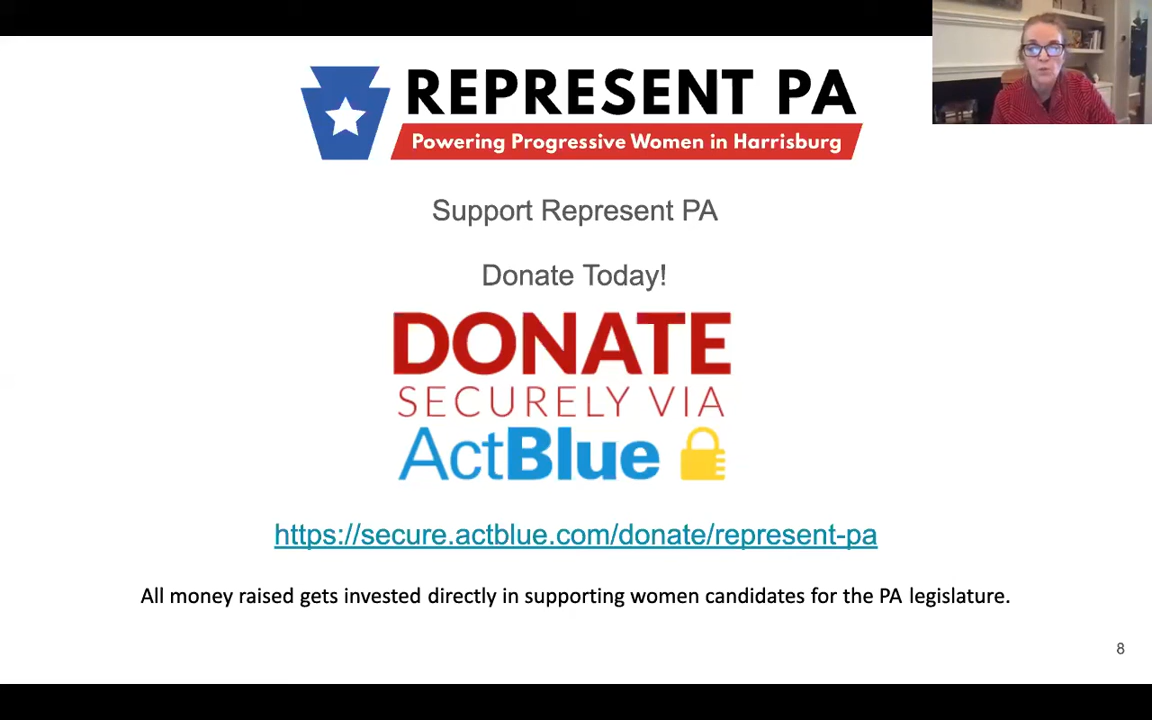 REPRESENT PA
Powering Progressive Women in Harrisburg
Support Represent PA
Donate Today!
DONATE
SECURELY VIA
ActBlue
https://secure.actblue.com/donate/represent-pa
All money raised gets invested directly in supporting women candidates for the PA legislature.
8